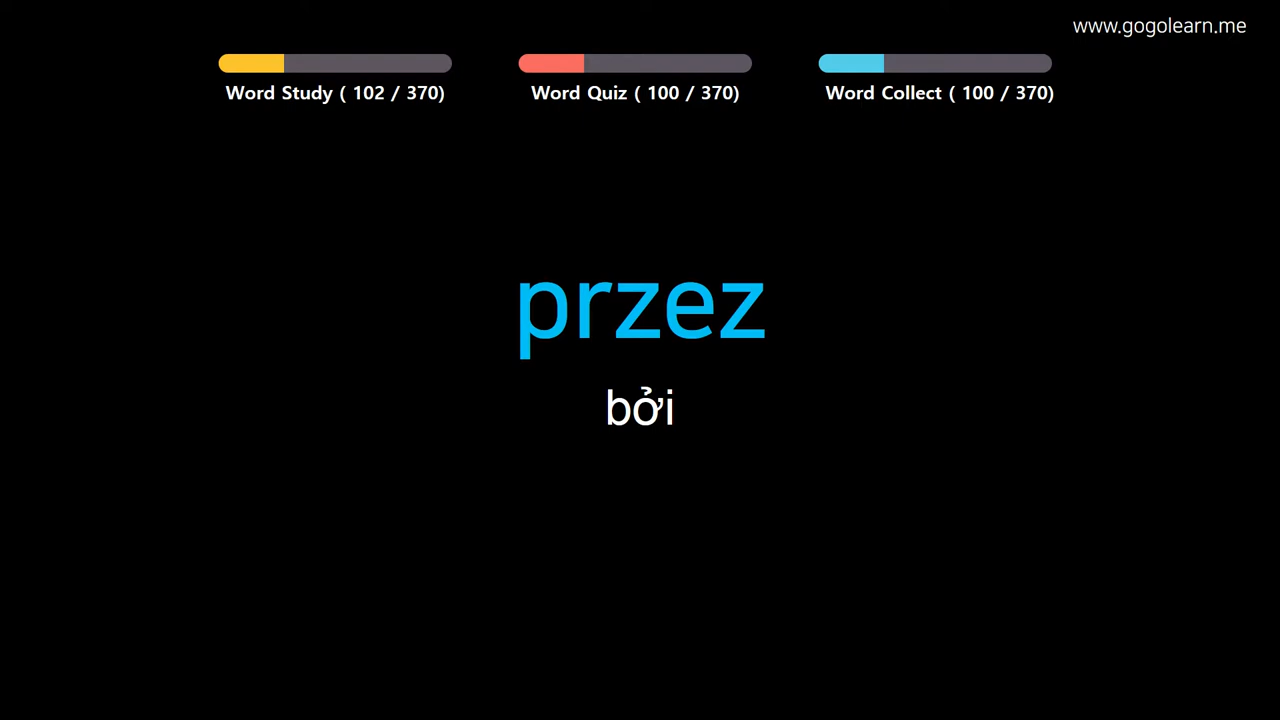 www.gogolearn.me
Word Study ( 102 / 370)
Word Quiz ( 100 / 370)
Word Collect ( 100 / 370)
przez
bởi